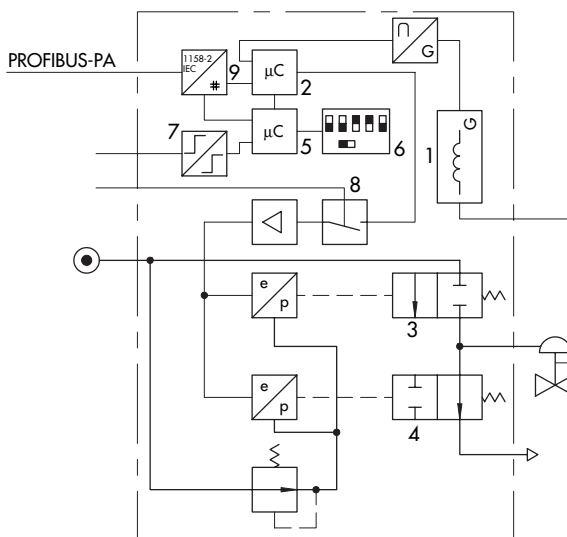 PROFIBUS-PA
1158-2
IEC
#
9
µC
2
∩
G
7
µC
5
6
1
G
8
e
p
3
e
p
4